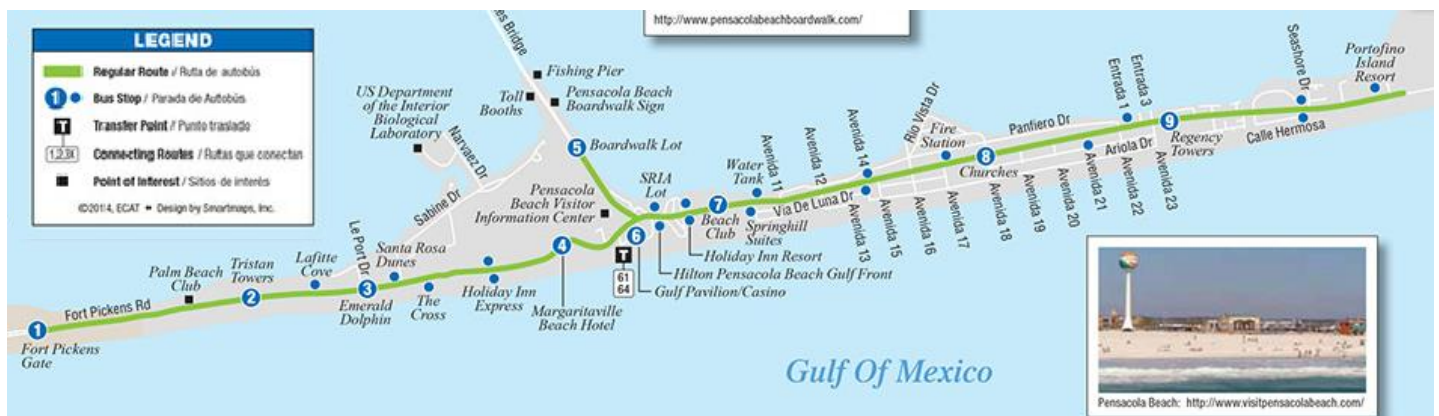 http://www.pensacolabeachboardwalk.com/
LEGEND
Regular Route / Ruta de autobús
1 Bus Stop / Parada de Autobús
T Transfer Point / Punto traslado
1,2,3X Connecting Routes / Rutas que conectan
Point of Interest / Sitios de interés
©2014, ECAT Design by Smartmaps, Inc.
es Bridge
Fishing Pier
Toll
Booths
Pensacola Beach
Boardwalk Sign
US Department
of the Interior
Biological
Laboratory
Narvaez Dr
Sabine Dr
5
Boardwalk Lot
Pensacola
Beach Visitor
Information Center
SRIA
Lot
Water
Tank
Avenida 11
Avenida 12
Avenida 14
Rio Vista Dr
Fire
Station
Panfiero Dr
Entrada 1
Entrada 3
Seashore Dr
Portofino
Island
Resort
9
Regency
Towers
Calle Hermosa
Ariola Dr
8
Churches
7
Beach
Club
Via De Luna Dr
Springhill
Suites
Avenida 13
Avenida 15
Avenida 16
Avenida 17
Avenida 18
Avenida 19
Avenida 20
Avenida 21
Avenida 22
Avenida 23
Holiday Inn Resort
Hilton Pensacola Beach Gulf Front
6
T
61
64
Gulf Pavilion/Casino
4
Margaritaville
Beach Hotel
Holiday Inn
Express
The
Cross
Santa Rosa
Dunes
Le Port Dr
3
Emerald
Dolphin
Lafitte
Cove
2
Tristan
Towers
Palm Beach
Club
Fort Pickens Rd
1
Fort Pickens
Gate
Gulf Of Mexico
Pensacola Beach: http://www.visitpensacolabeach.com/